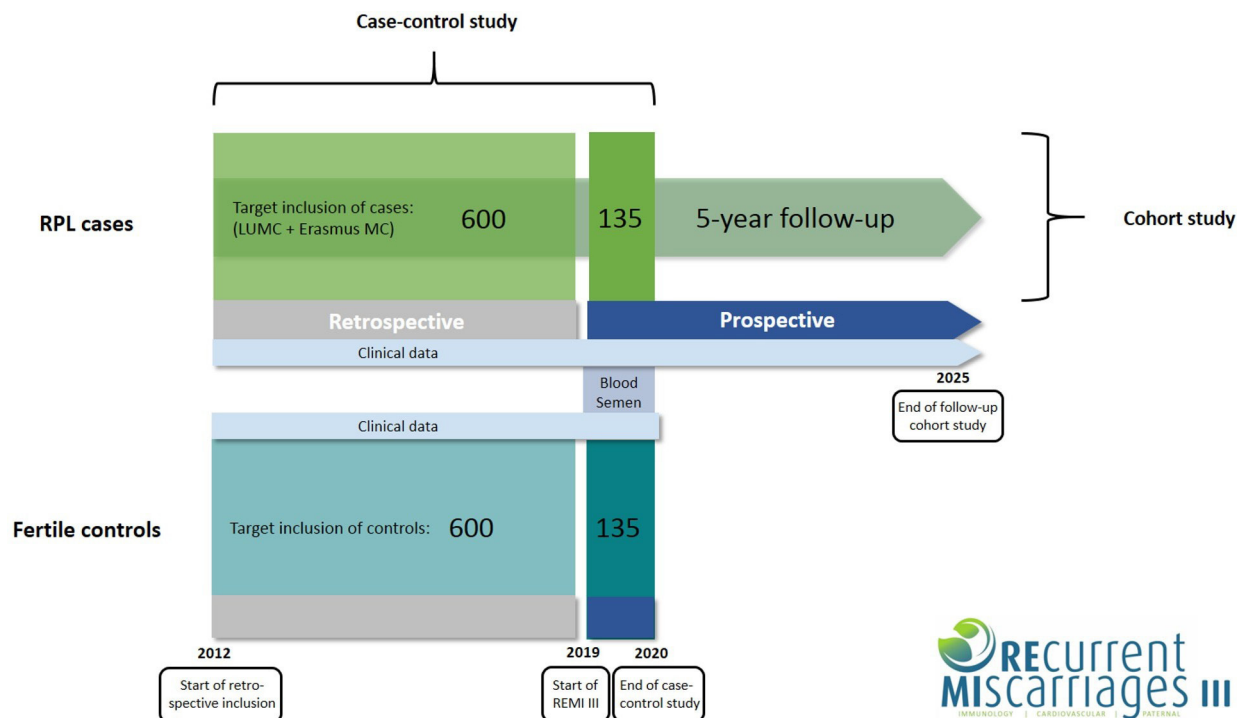 Case-control study
RPL cases
Target inclusion of cases:
(LUMC + Erasmus MC)
600
135
5-year follow-up
Cohort study
Retrospective
Prospective
Clinical data
Blood
Semen
2025
End of follow-up
cohort study
Clinical data
Fertile controls
Target inclusion of controls:
600
135
2012
Start of retro-
spective inclusion
2019
Start of
REMI III
2020
End of case-
control study
REcurrent
MIscarriages III
IMMUNOLOGY | CARDIOVASCULAR | PATERNAL